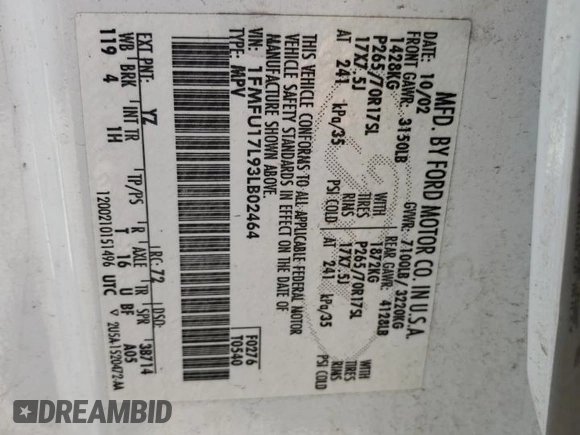 MFD. BY FORD MOTOR CO. IN U.S.A.
DATE: 10/02 GVWR: 7100LB/ 3220KG
FRONT GAWR: 3150LB REAR GAWR: 4128LB
1428KG 1872KG
P265/70R17SL TIRES P265/70R17SL TIRES
17X7.5J RIMS 17X7.5J RIMS
AT 241 kPa/35 PSI COLD AT 241 kPa/35 PSI COLD
THIS VEHICLE CONFORMS TO ALL APPLICABLE FEDERAL MOTOR
VEHICLE SAFETY STANDARDS IN EFFECT ON THE DATE OF
MANUFACTURE SHOWN ABOVE.
VIN: 1FMFU17L93LB02464 F0276
TYPE: MPV T0540
EXT PNT: YZ RC: 72 DSO: 38714
WB BRK INT TR TP/PS R AXLE TR SPR
119 4 1H T 16 U BF A05
1200210151496 UTC 2U5A1520472-AA
DREAMBID